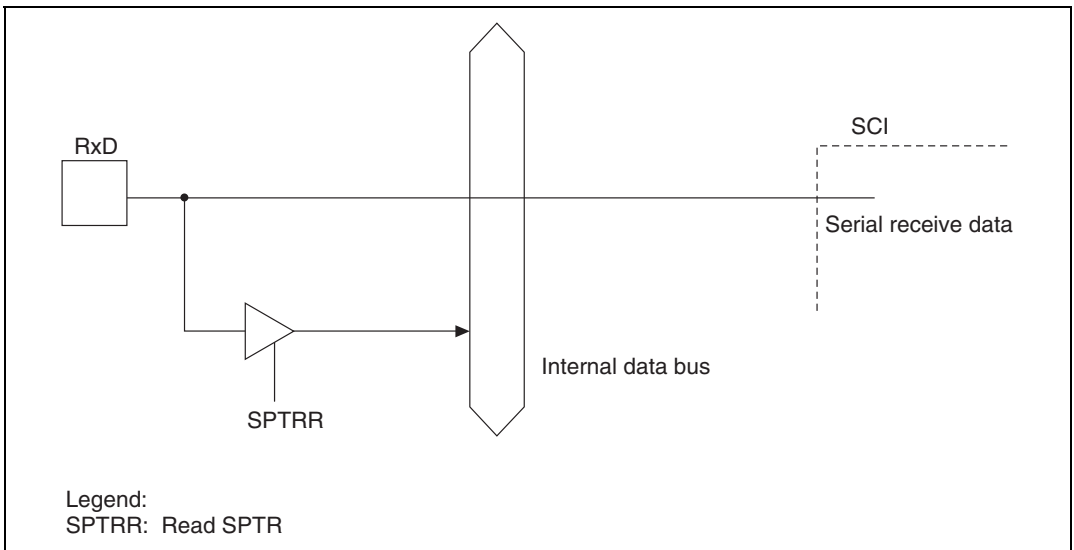 SCI
RxD
Serial receive data
Internal data bus
SPTRR
Legend:
SPTRR: Read SPTR